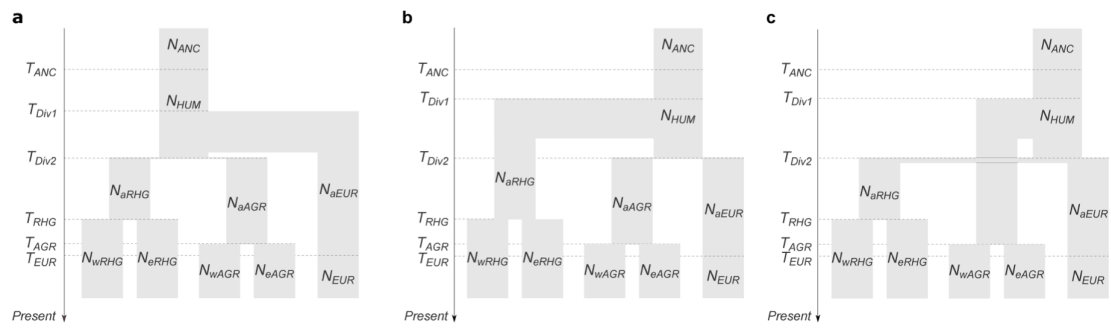 a
N_ANC
T_ANC
N_HUM
T_Div1
T_Div2
N_aRHG
N_aAGR
N_aEUR
T_RHG
T_AGR
T_EUR
N_wRHG
N_eRHG
N_wAGR
N_eAGR
N_EUR
Present
b
N_ANC
T_ANC
T_Div1
N_HUM
T_Div2
N_aRHG
N_aAGR
N_aEUR
T_RHG
T_AGR
T_EUR
N_wRHG
N_eRHG
N_wAGR
N_eAGR
N_EUR
Present
c
N_ANC
T_ANC
T_Div1
N_HUM
T_Div2
N_aRHG
N_aEUR
T_RHG
T_AGR
T_EUR
N_wRHG
N_eRHG
N_wAGR
N_eAGR
N_EUR
Present